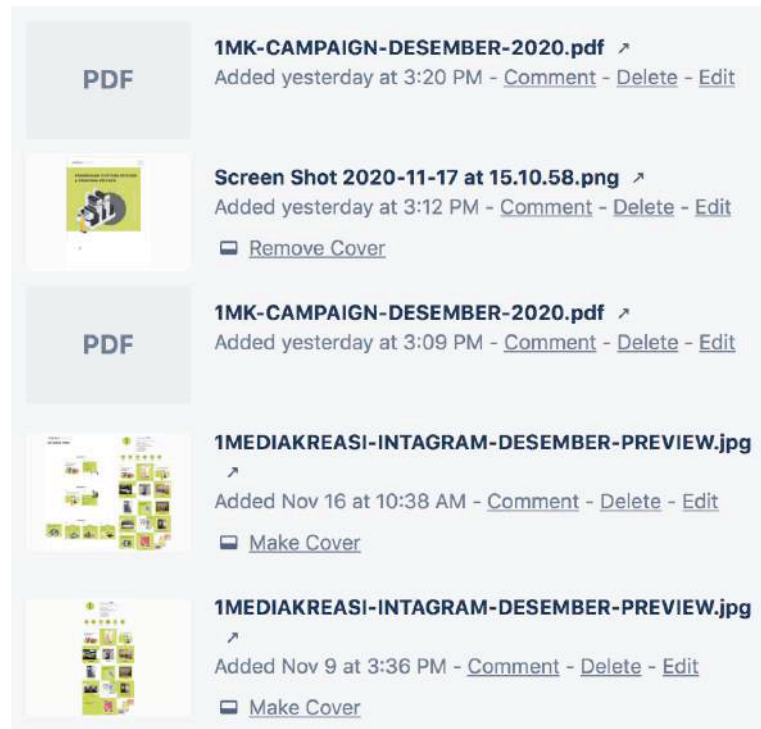 PDF
1MK-CAMPAIGN-DESEMBER-2020.pdf ↗
Added yesterday at 3:20 PM - Comment - Delete - Edit
Screen Shot 2020-11-17 at 15.10.58.png ↗
Added yesterday at 3:12 PM - Comment - Delete - Edit
Remove Cover
PDF
1MK-CAMPAIGN-DESEMBER-2020.pdf ↗
Added yesterday at 3:09 PM - Comment - Delete - Edit
1MEDIAKREASI-INTAGRAM-DESEMBER-PREVIEW.jpg
↗
Added Nov 16 at 10:38 AM - Comment - Delete - Edit
Make Cover
1MEDIAKREASI-INTAGRAM-DESEMBER-PREVIEW.jpg
↗
Added Nov 9 at 3:36 PM - Comment - Delete - Edit
Make Cover